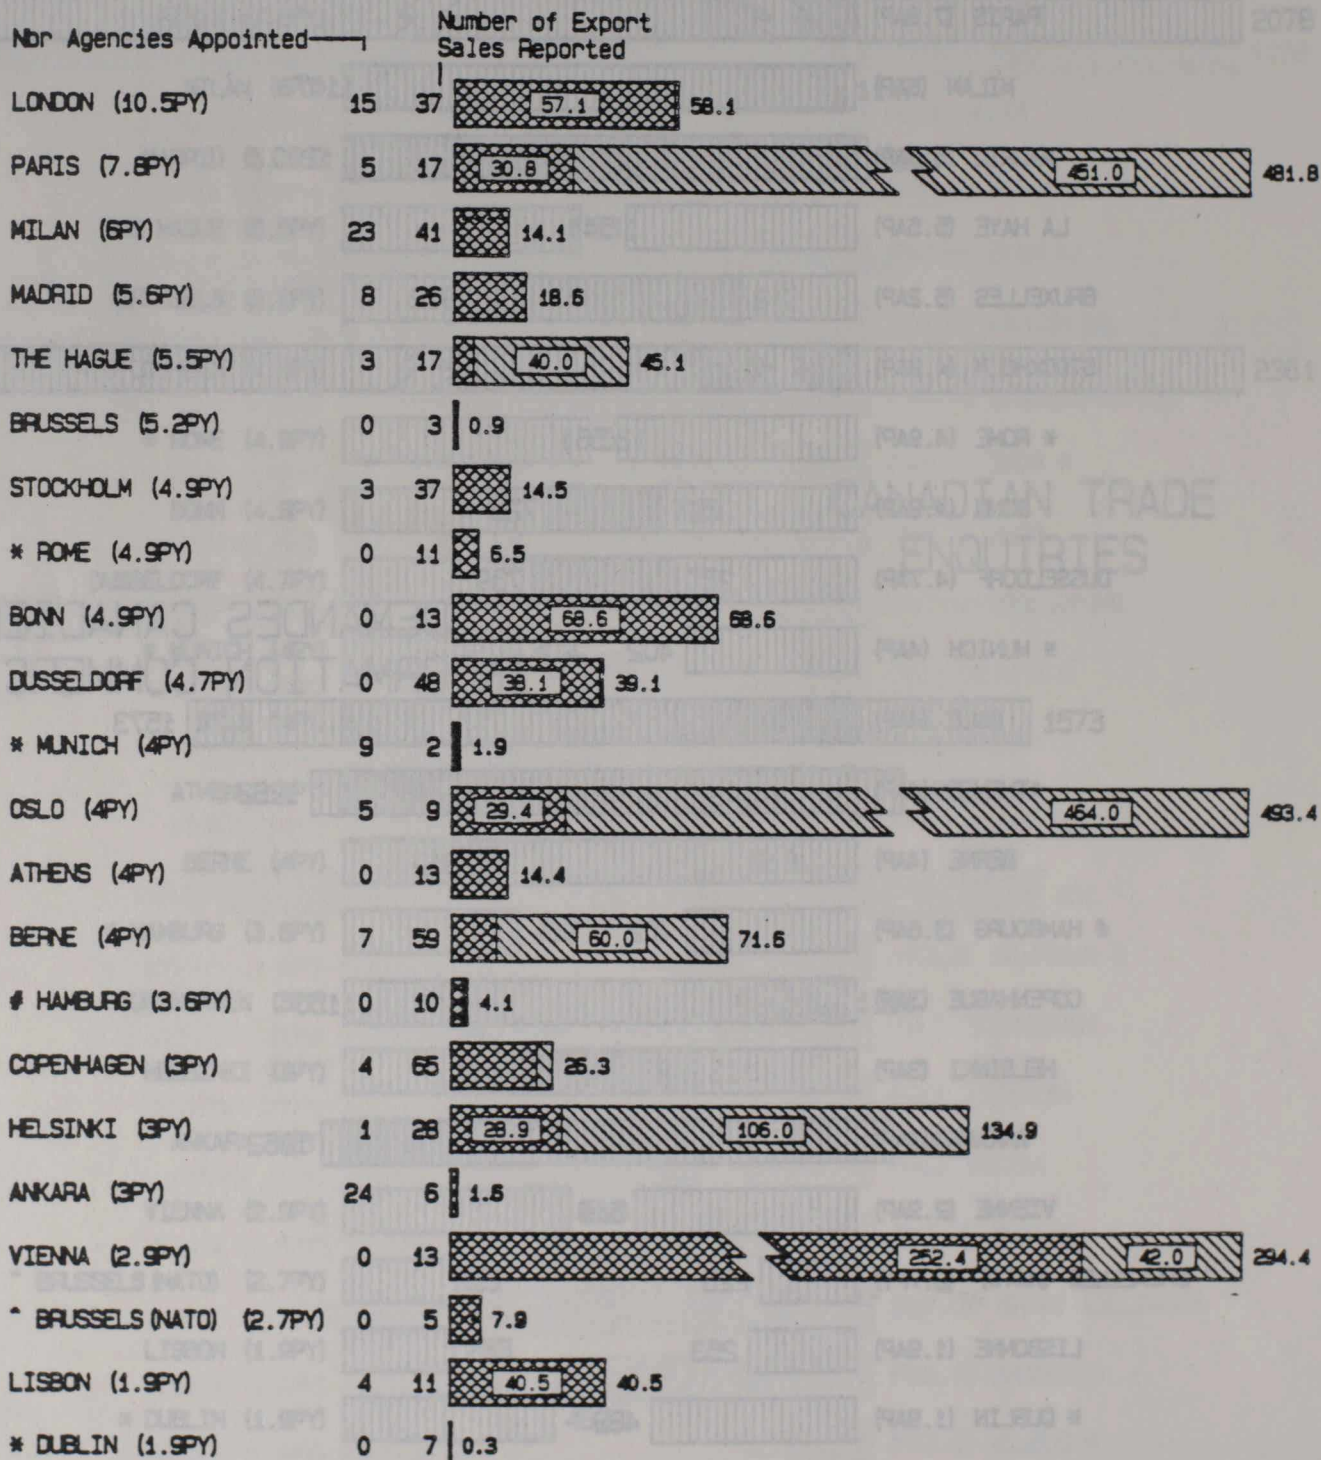 Nbr Agencies Appointed
Number of Export
Sales Reported
LONDON (10.5PY) 15 37 57.1 58.1
PARIS (7.8PY) 5 17 30.8 451.0 481.8
MILAN (6PY) 23 41 14.1
MADRID (5.6PY) 8 26 18.6
THE HAGUE (5.5PY) 3 17 40.0 45.1
BRUSSELS (5.2PY) 0 3 0.9
STOCKHOLM (4.9PY) 3 37 14.5
* ROME (4.9PY) 0 11 6.5
BONN (4.9PY) 0 13 68.6 68.6
DUSSELDORF (4.7PY) 0 48 38.1 39.1
* MUNICH (4PY) 9 2 1.9
OSLO (4PY) 5 9 29.4 464.0 493.4
ATHENS (4PY) 0 13 14.4
BERNE (4PY) 7 59 60.0 71.6
# HAMBURG (3.6PY) 0 10 4.1
COPENHAGEN (3PY) 4 65 26.3
HELSINKI (3PY) 1 28 28.9 106.0 134.9
ANKARA (3PY) 24 6 1.6
VIENNA (2.9PY) 0 13 252.4 42.0 294.4
^ BRUSSELS(NATO) (2.7PY) 0 5 7.9
LISBON (1.9PY) 4 11 40.5 40.5
* DUBLIN (1.9PY) 0 7 0.3